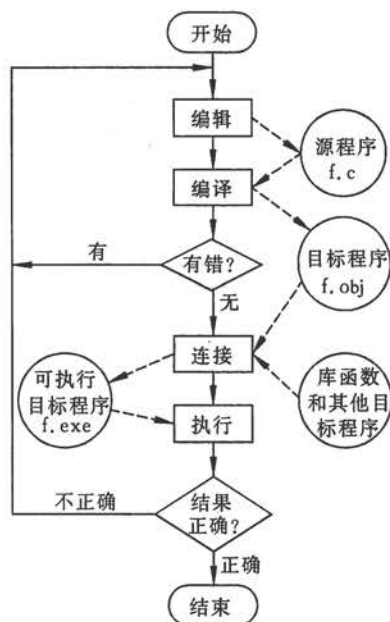 开始
编辑
源程序
f.c
编译
有
有错?
目标程序
f.obj
无
连接
可执行
目标程序
f.exe
库函数
和其他目
标程序
执行
不正确
结果
正确?
正确
结束